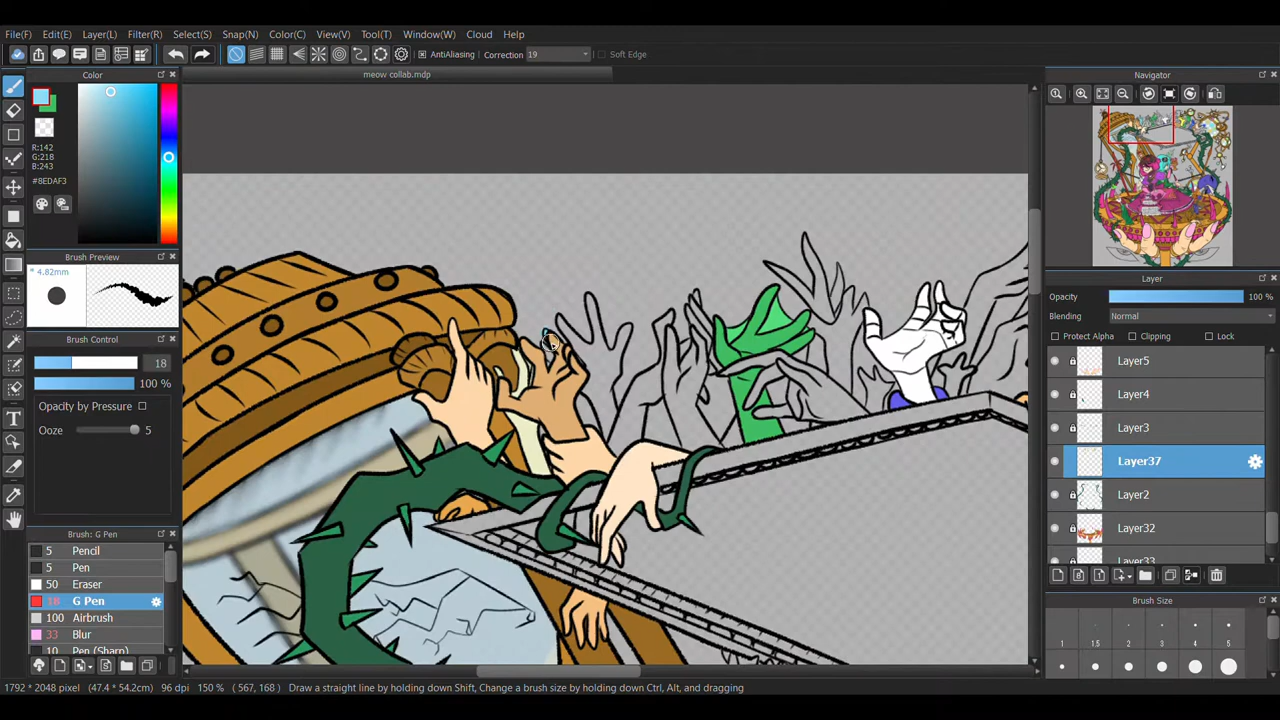 File(F) Edit(E) Layer(L) Filter(R) Select(S) Snap(N) Color(C) View(V) Tool(T) Window(W) Cloud Help
AntiAliasing Correction 19 Soft Edge
Color
meow collab.mdp
Navigator
R:142
G:218
B:243
#8EDAF3
Brush Preview
* 4.82mm
Brush Control
18
100 %
Opacity by Pressure
Ooze 5
Brush: G Pen
5 Pencil
5 Pen
50 Eraser
18 G Pen
100 Airbrush
33 Blur
10 Pen (Sharp)
Layer
Opacity 100 %
Blending Normal
Protect Alpha Clipping Lock
Layer5
Layer4
Layer3
Layer37
Layer2
Layer32
Layer33
Brush Size
1 1.5 2 3 4 5
1792 * 2048 pixel (47.4 * 54.2cm) 96 dpi 150 % ( 567, 168 ) Draw a straight line by holding down Shift, Change a brush size by holding down Ctrl, Alt, and dragging